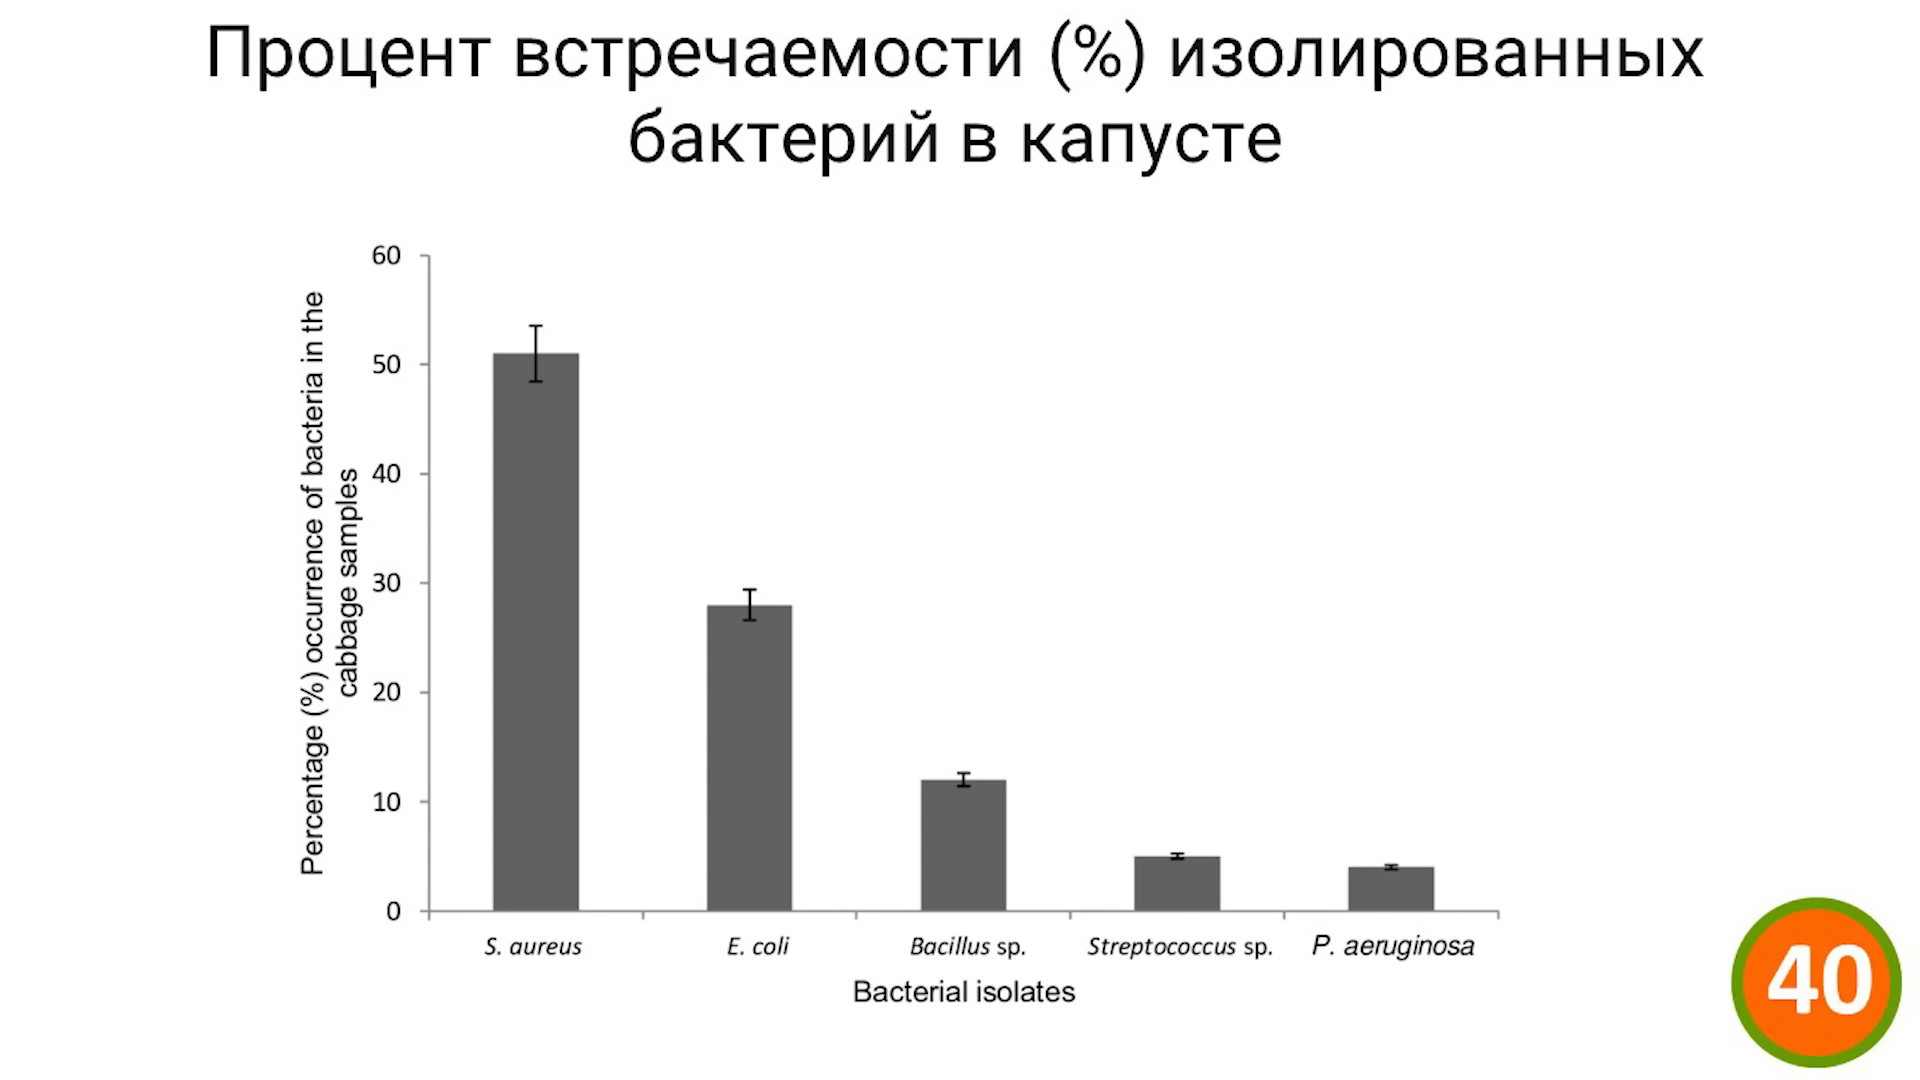 Процент встречаемости (%) изолированных
бактерий в капусте
Percentage (%) occurrence of bacteria in the
cabbage samples
60
50
40
30
20
10
0
S. aureus
E. coli
Bacillus sp.
Streptococcus sp.
P. aeruginosa
Bacterial isolates
40